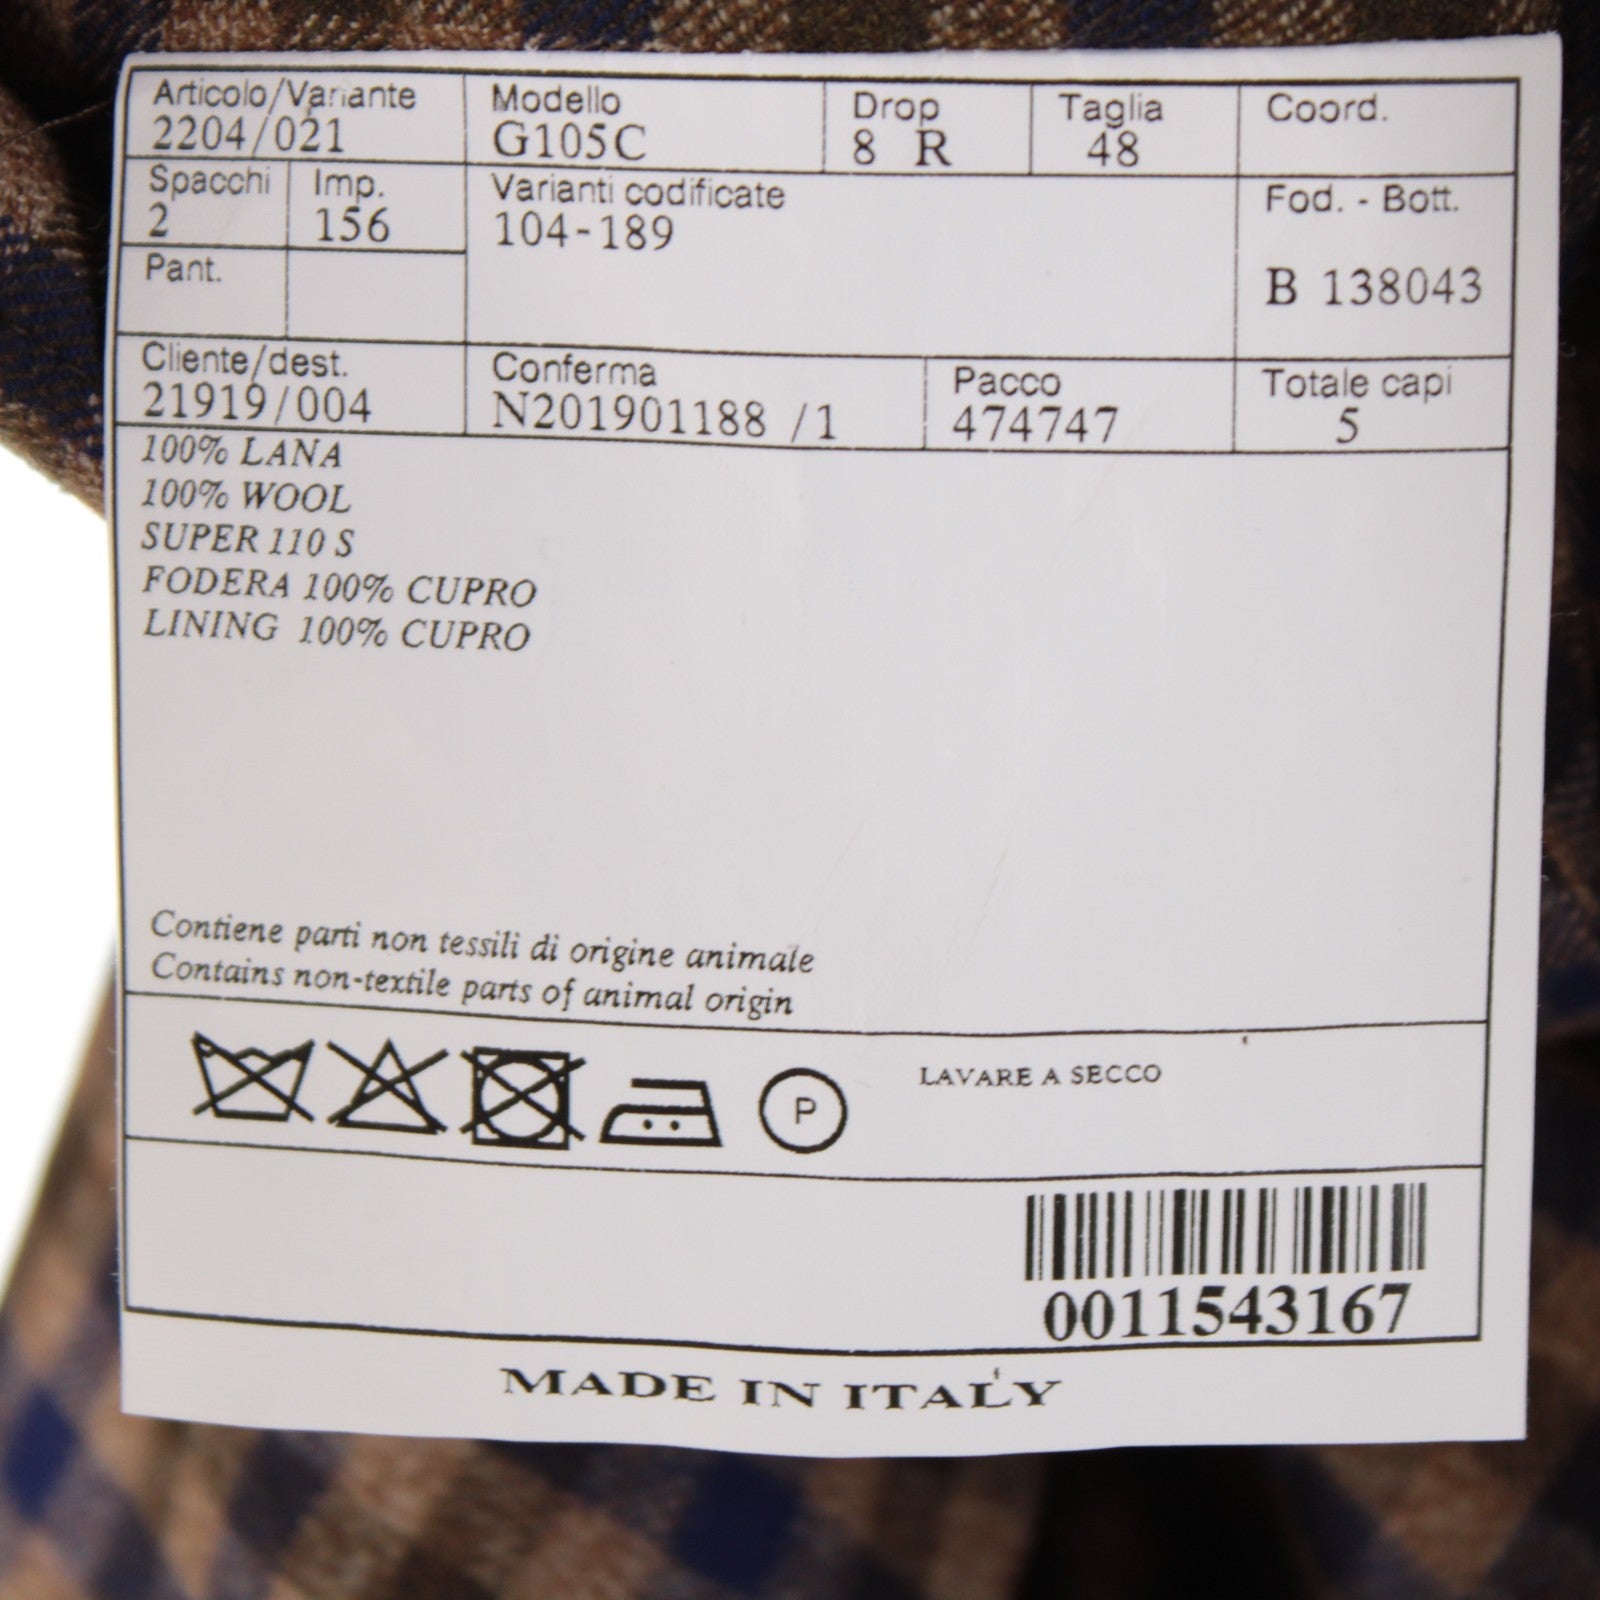 Articolo/Variante Modello Drop Taglia Coord.
2204/021 G105C 8 R 48
Spacchi Imp. Varianti codificate Fod. - Bott.
2 156 104-189
Pant. B 138043
Cliente/dest. Conferma Pacco Totale capi
21919/004 N201901188 /1 474747 5
100% LANA
100% WOOL
SUPER 110 S
FODERA 100% CUPRO
LINING 100% CUPRO
Contiene parti non tessili di origine animale
Contains non-textile parts of animal origin
P LAVARE A SECCO
0011543167
MADE IN ITALY